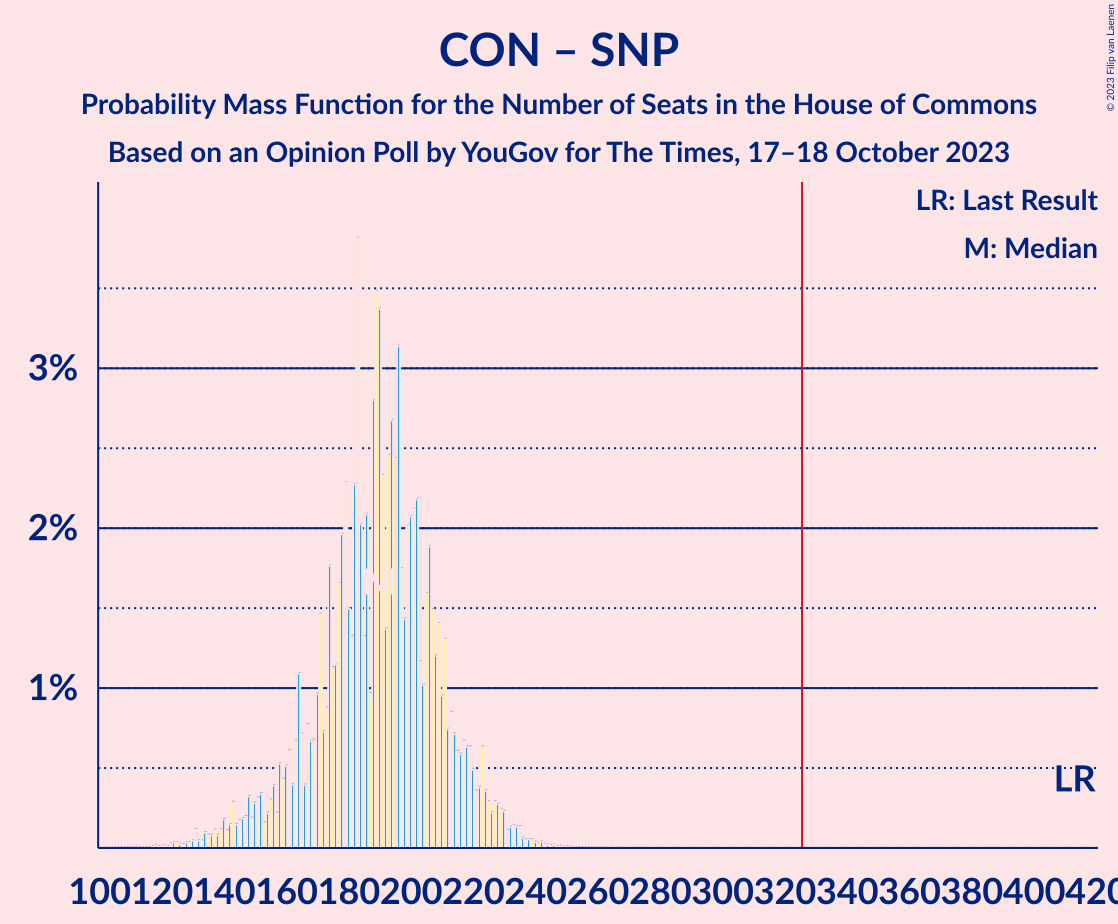 CON – SNP
Probability Mass Function for the Number of Seats in the House of Commons
Based on an Opinion Poll by YouGov for The Times, 17–18 October 2023
© 2023 Filip van Laenen
LR: Last Result
M: Median
3%
2%
1%
LR
100 120 140 160 180 200 220 240 260 280 300 320 340 360 380 400 420